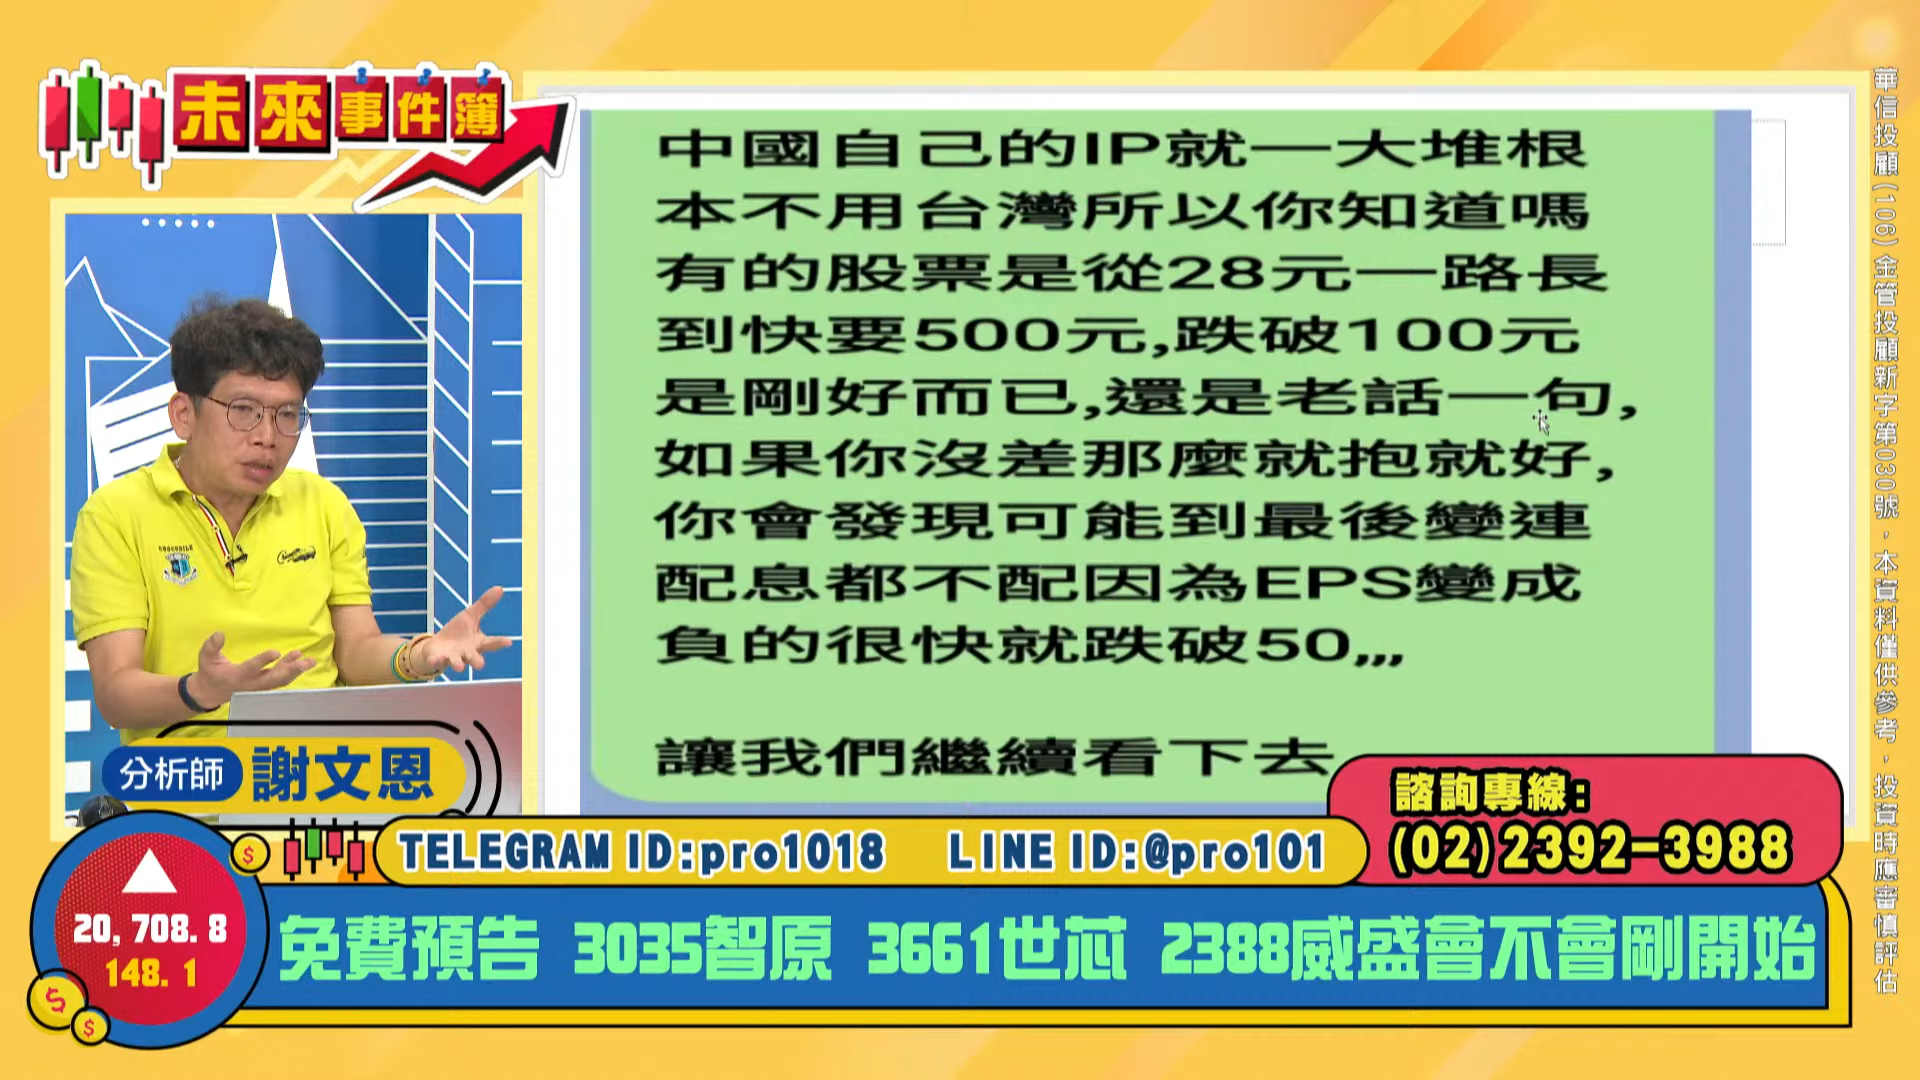 未來事件簿
中國自己的IP就一大堆根
本不用台灣所以你知道嗎
有的股票是從28元一路長
到快要500元,跌破100元
是剛好而已,還是老話一句,
如果你沒差那麼就抱就好,
你會發現可能到最後變連
配息都不配因為EPS變成
負的很快就跌破50,,,
讓我們繼續看下去
CROCODILE
分析師 謝文恩
諮詢專線:
(02)2392-3988
TELEGRAM ID:pro1018 LINE ID:@pro101
20,708.8
148.1
免費預告 3035智原 3661世芯 2388威盛會不會剛開始
華信投顧(106)金管投顧新字第030號，本資料僅供參考，投資時應審慎評估